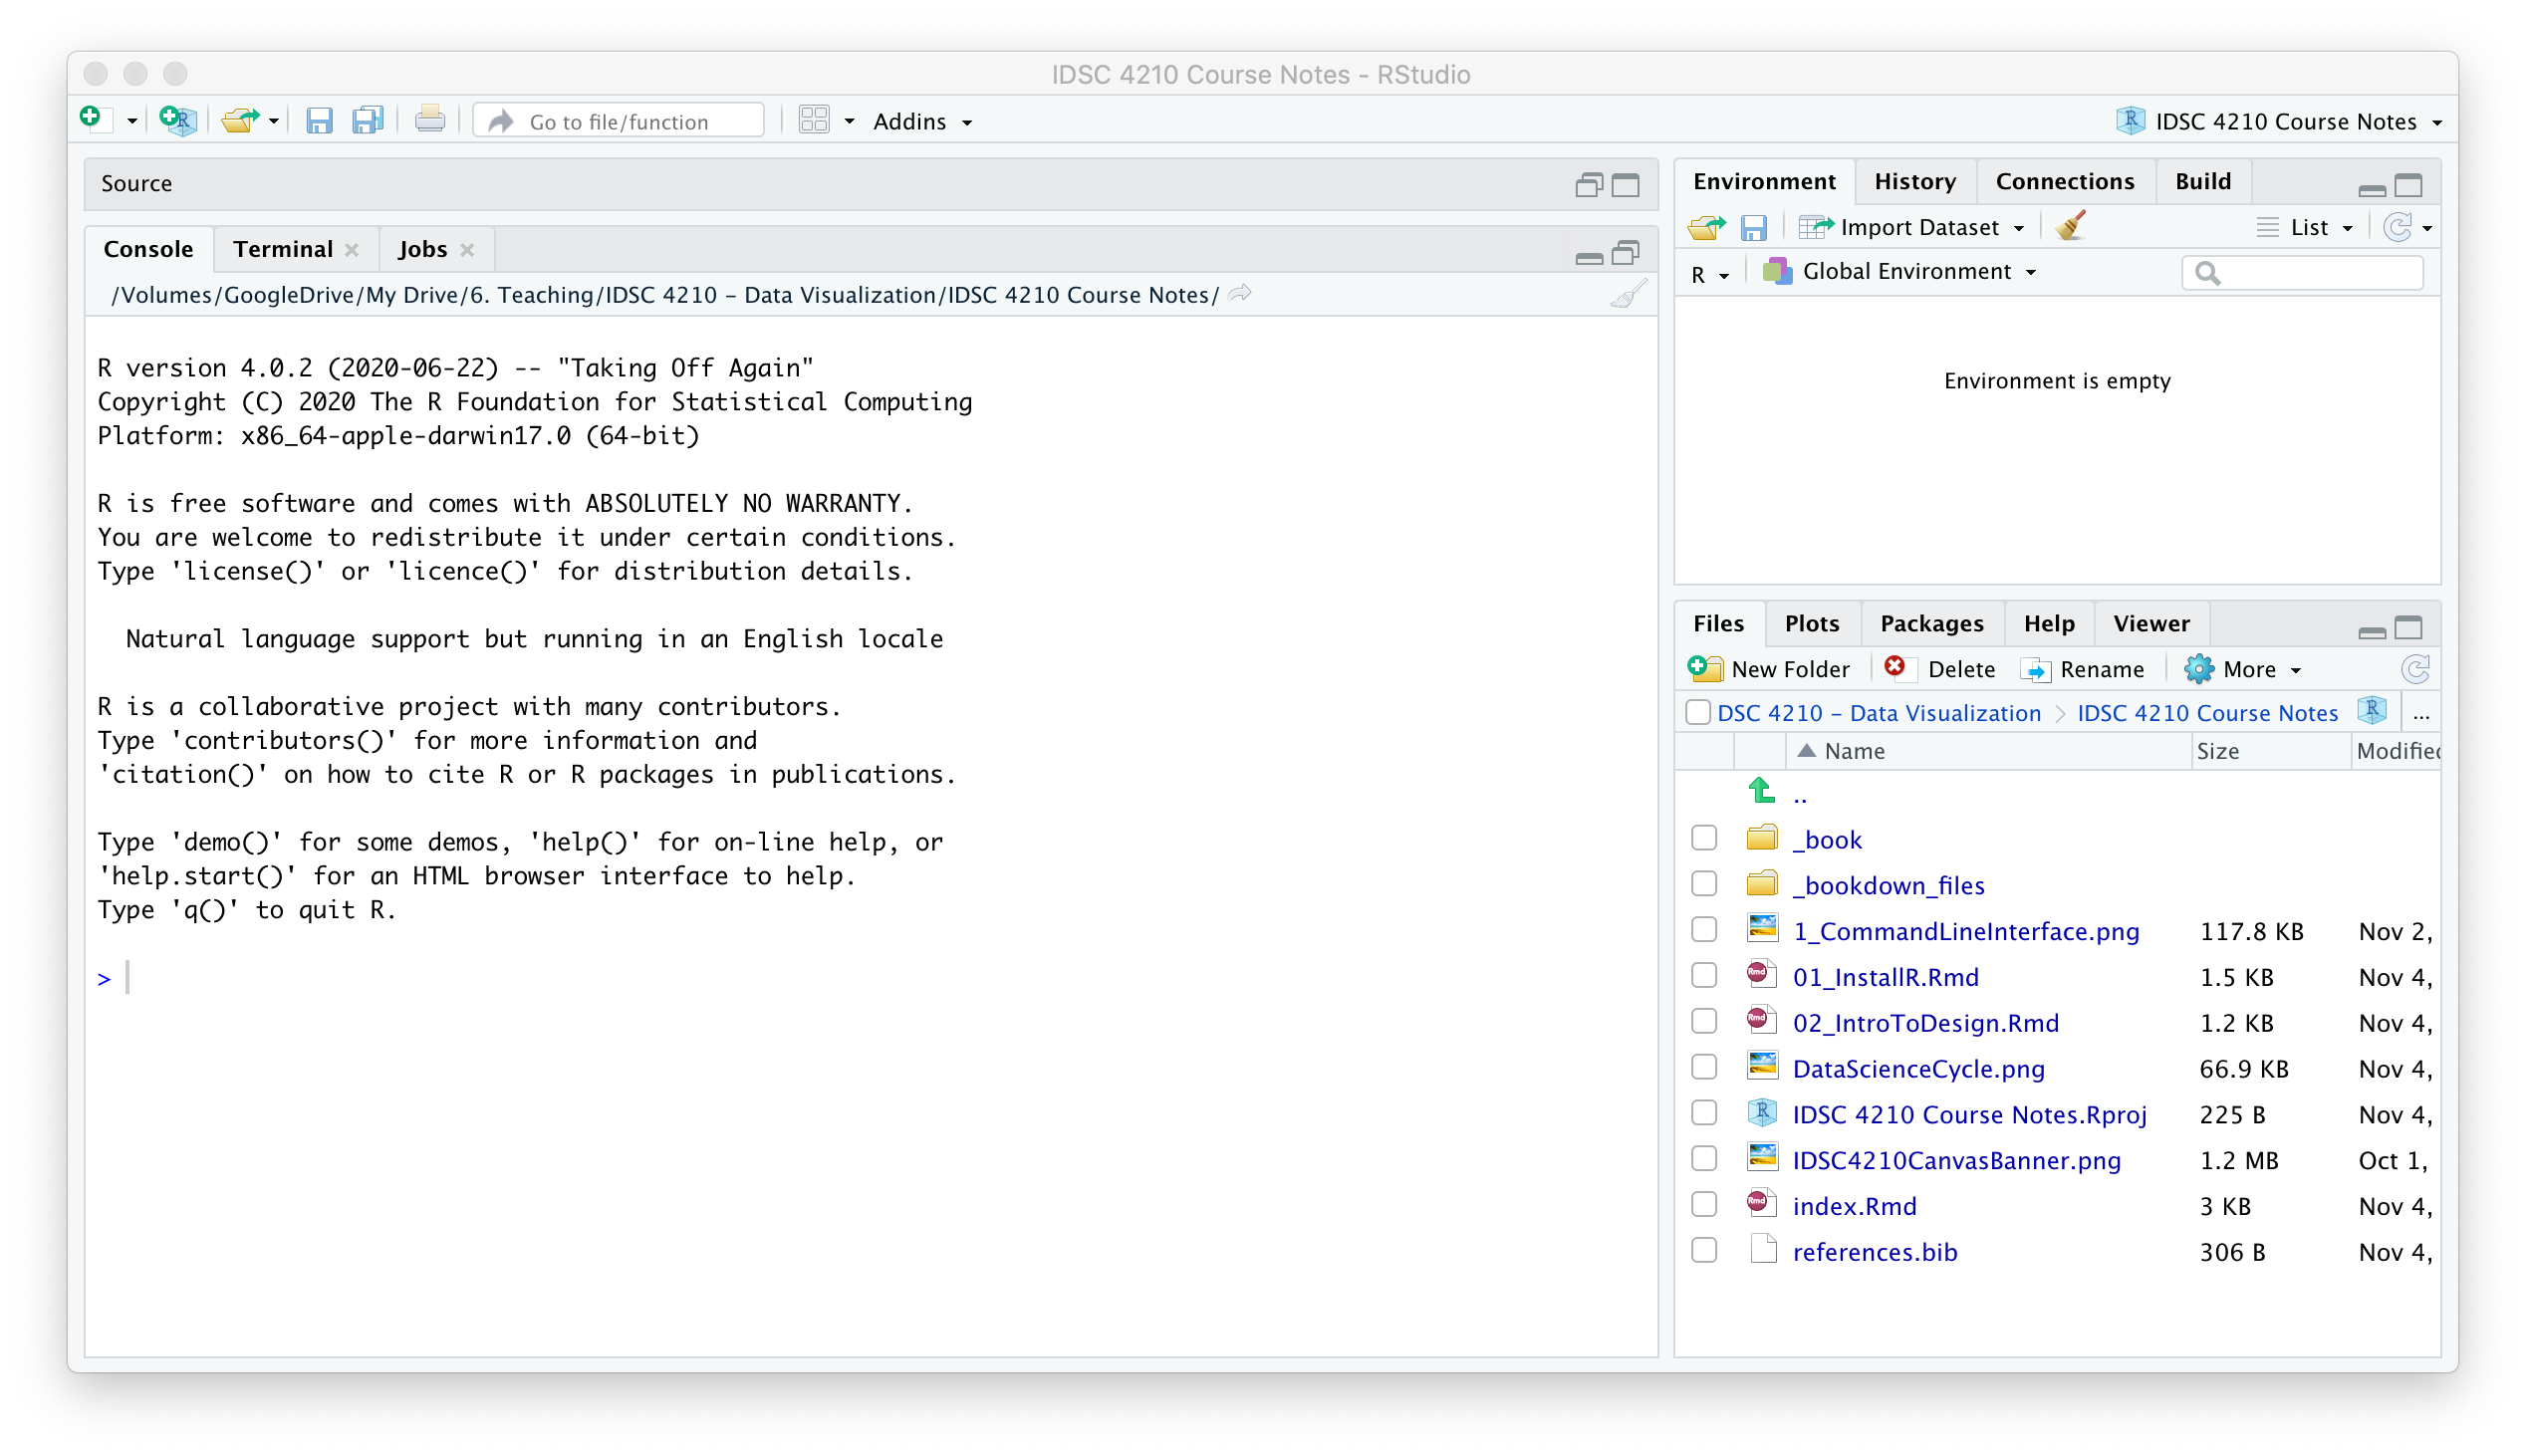 IDSC 4210 Course Notes - RStudio
Go to file/function
Addins
IDSC 4210 Course Notes
Source
Console Terminal Jobs
/Volumes/GoogleDrive/My Drive/6. Teaching/IDSC 4210 – Data Visualization/IDSC 4210 Course Notes/
R version 4.0.2 (2020-06-22) -- "Taking Off Again"
Copyright (C) 2020 The R Foundation for Statistical Computing
Platform: x86_64-apple-darwin17.0 (64-bit)
R is free software and comes with ABSOLUTELY NO WARRANTY.
You are welcome to redistribute it under certain conditions.
Type 'license()' or 'licence()' for distribution details.
Natural language support but running in an English locale
R is a collaborative project with many contributors.
Type 'contributors()' for more information and
'citation()' on how to cite R or R packages in publications.
Type 'demo()' for some demos, 'help()' for on-line help, or
'help.start()' for an HTML browser interface to help.
Type 'q()' to quit R.
>
Environment History Connections Build
Import Dataset List
R Global Environment
Environment is empty
Files Plots Packages Help Viewer
New Folder Delete Rename More
DSC 4210 – Data Visualization IDSC 4210 Course Notes R ...
Name Size Modified
..
_book
_bookdown_files
1_CommandLineInterface.png 117.8 KB Nov 2,
01_InstallR.Rmd 1.5 KB Nov 4,
02_IntroToDesign.Rmd 1.2 KB Nov 4,
DataScienceCycle.png 66.9 KB Nov 4,
IDSC 4210 Course Notes.Rproj 225 B Nov 4,
IDSC4210CanvasBanner.png 1.2 MB Oct 1,
index.Rmd 3 KB Nov 4,
references.bib 306 B Nov 4,